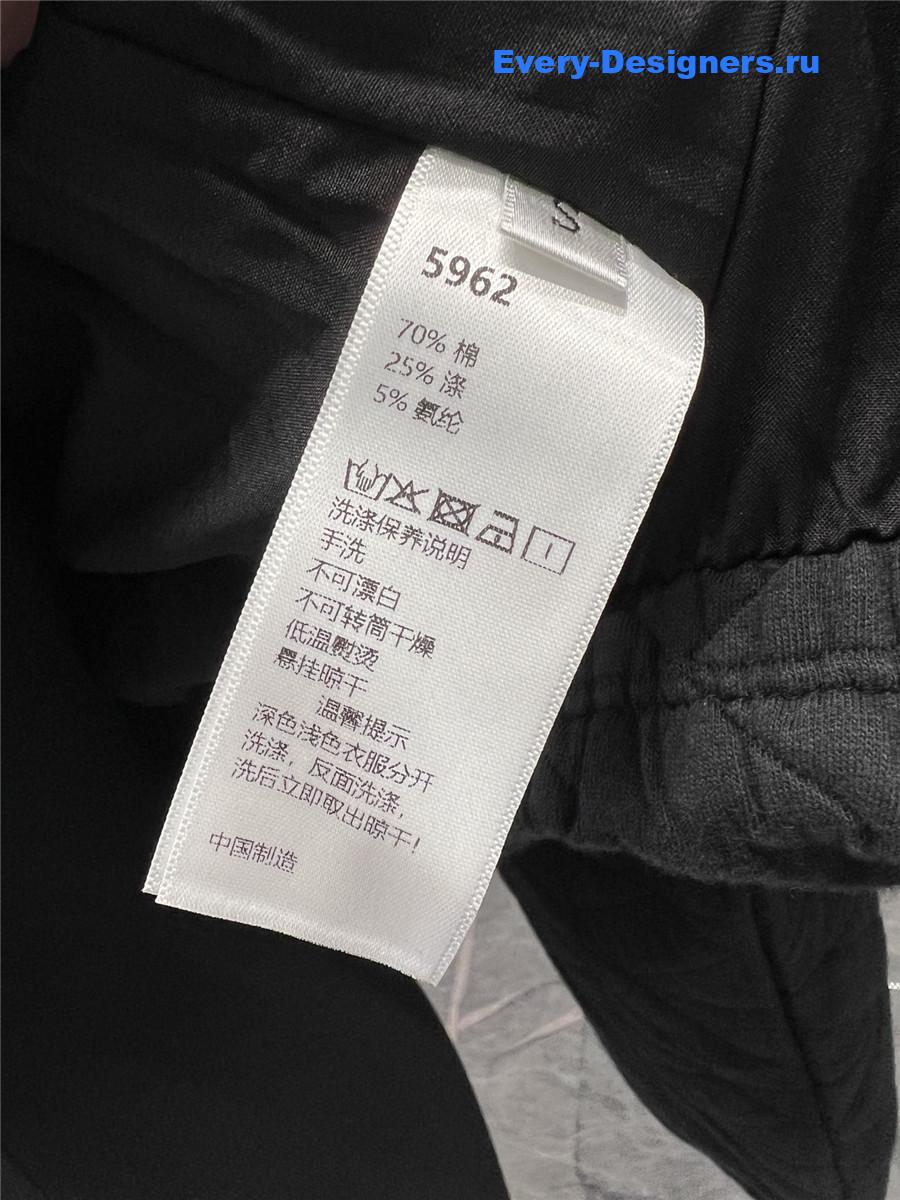 Every-Designers.ru
5962
70% 棉
25% 涤
5% 氨纶
洗涤保养说明
手洗
不可漂白
不可转筒干燥
低温熨烫
悬挂晾干
温馨提示
深色浅色衣服分开
洗涤，反面洗涤，
洗后立即取出晾干!
中国制造